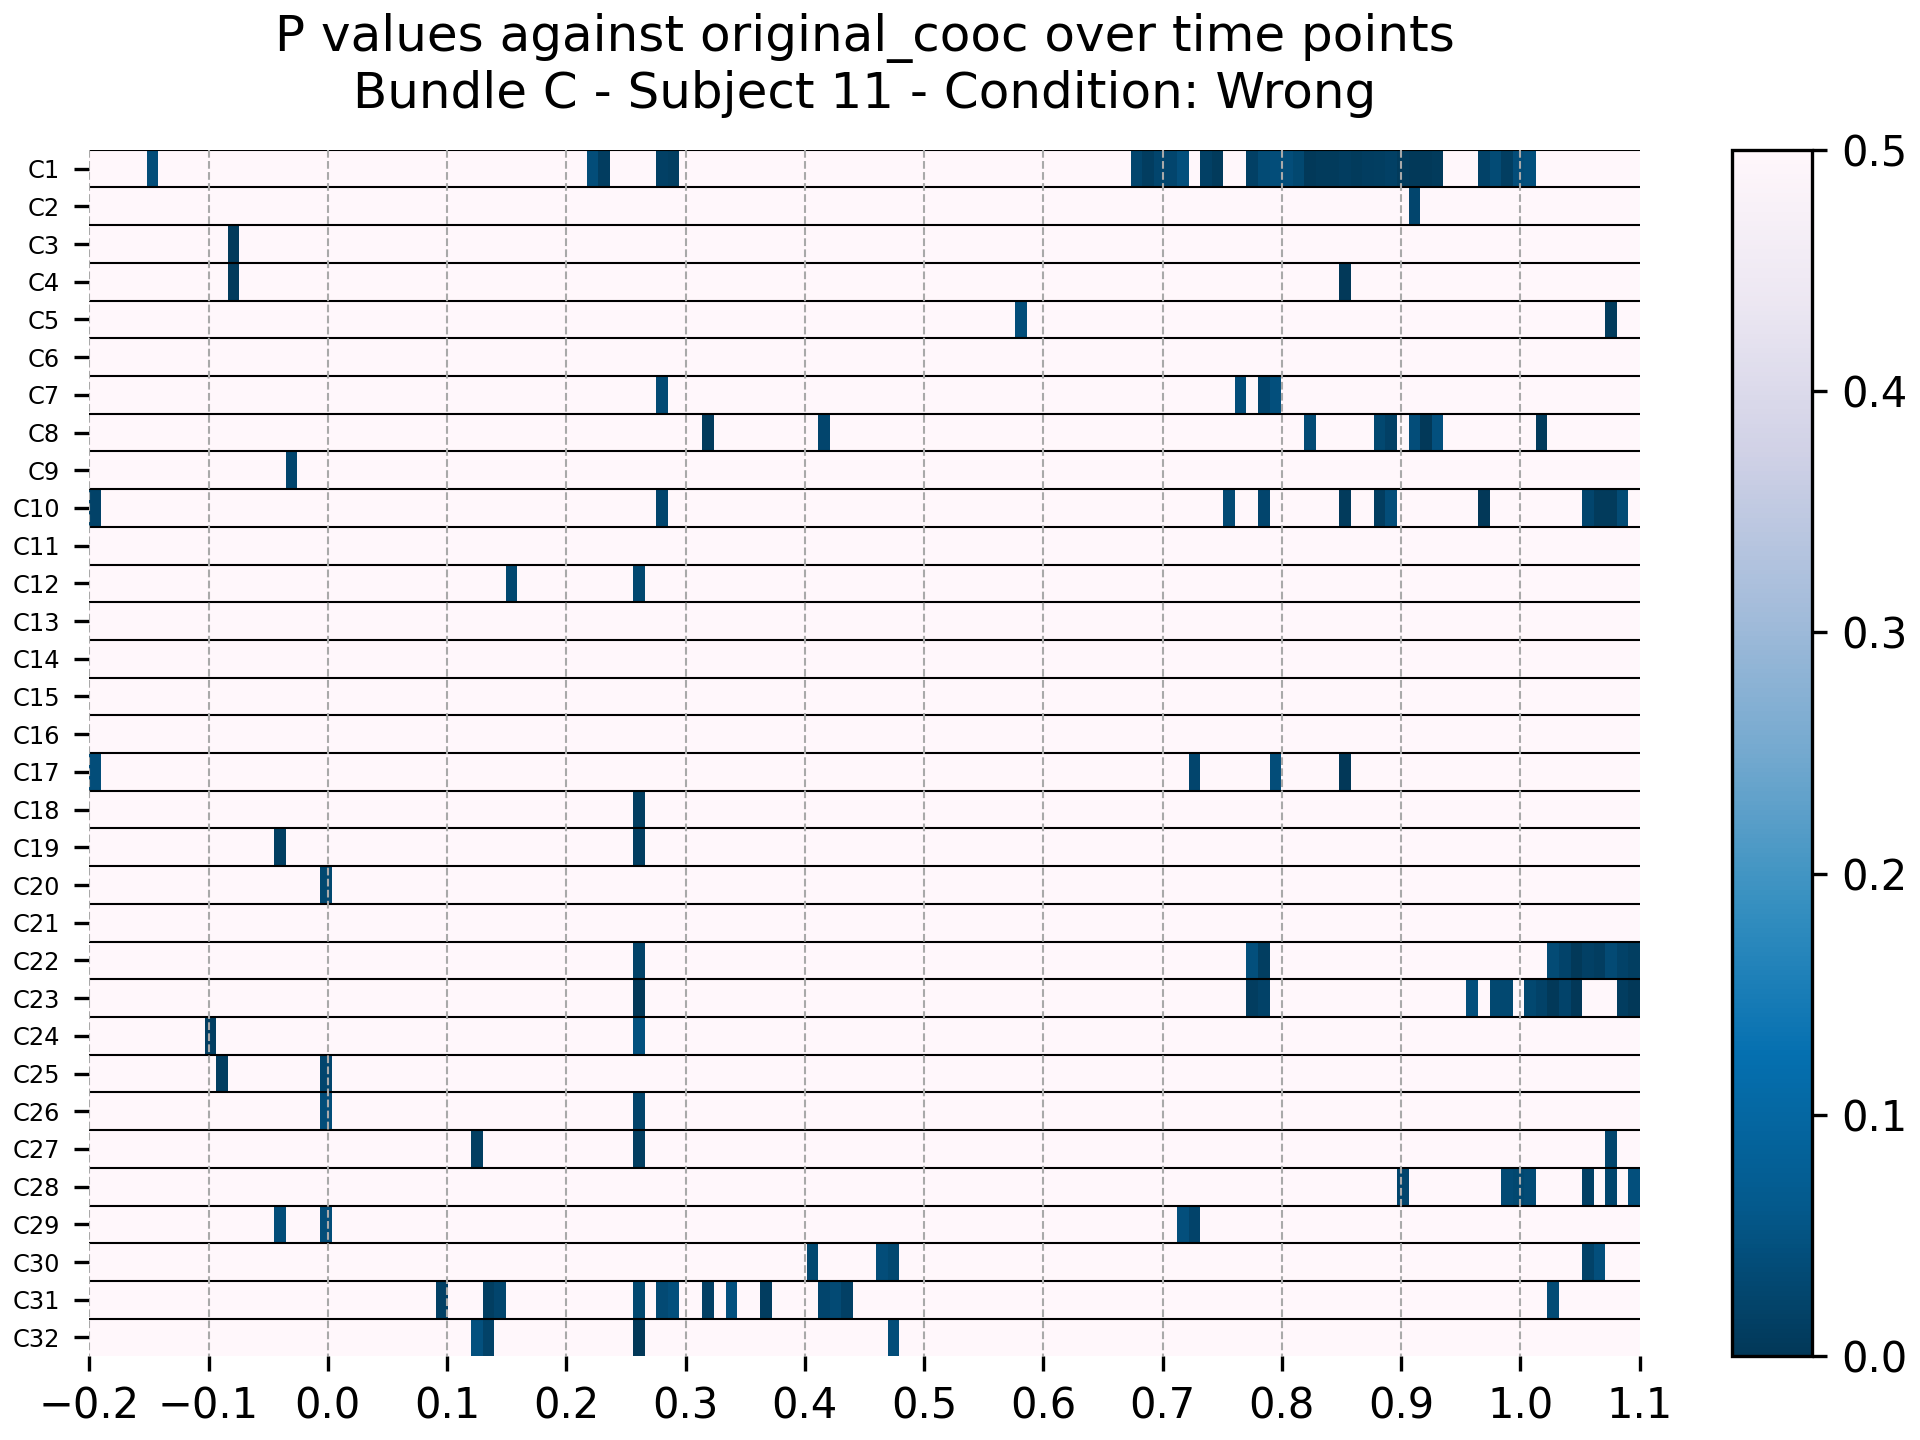 P values against original_cooc over time points
Bundle C - Subject 11 - Condition: Wrong
C1
C2
C3
C4
C5
C6
C7
C8
C9
C10
C11
C12
C13
C14
C15
C16
C17
C18
C19
C20
C21
C22
C23
C24
C25
C26
C27
C28
C29
C30
C31
C32
−0.2 −0.1 0.0 0.1 0.2 0.3 0.4 0.5 0.6 0.7 0.8 0.9 1.0 1.1
0.5
0.4
0.3
0.2
0.1
0.0